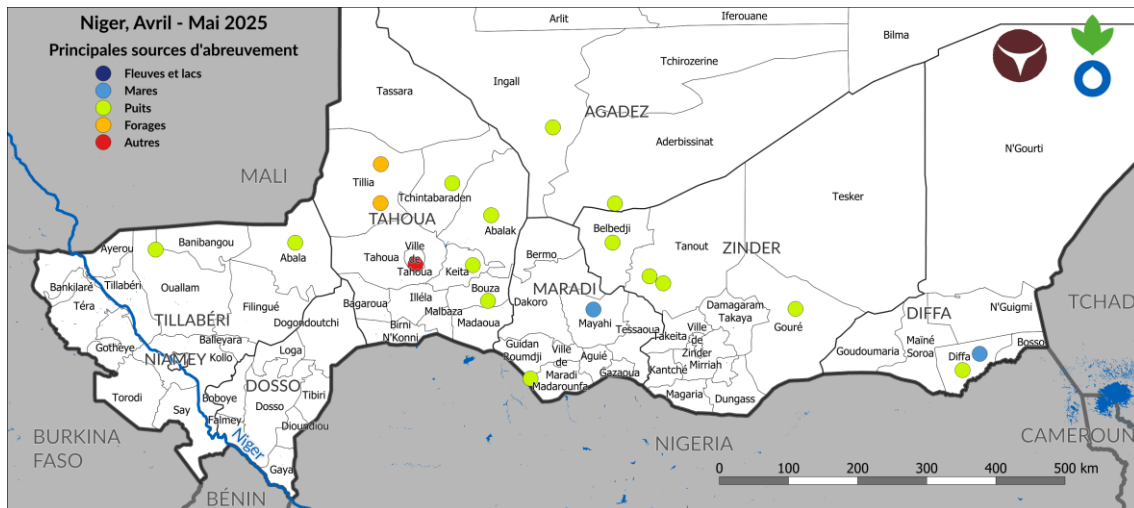 Niger, Avril - Mai 2025
Principales sources d'abreuvement
Fleuves et lacs
Mares
Puits
Forages
Autres
Arlit
Iferouane
Bilma
Tchirozerine
Ingall
Tassara
AGADEZ
Aderbissinat
N'Gourti
MALI
Tillia
Tchintabaraden
Tesker
TAHOUA
Abalak
Belbedji
Tanout
ZINDER
Ayerou
Banibangou
Abala
Tahoua
Ville
de
Tahoua
Keita
Bermo
Bankilaré
Tillabéri
Ouallam
Filingué
Bouza
MARADI
Dakoro
Téra
TILLABÉRI
Dogondoutchi
Bagaroua
Illéla
Malbaza
Madaoua
Mayahi
Tessaoua
Damagaram
Takaya
Gouré
N'Guigmi
TCHAD
DIFFA
Birni
N'Konni
Gothèye
NIAMEY
Balleyara
Kollo
Loga
Guidan
Roumdji
Ville
de
Maradi
Madarounfa
Aguié
Gazaoua
Takeita
Ville
de
Zinder
Mirriah
Kantché
Magaria
Dungass
Goudoumaria
Maïné
Soroa
Diffa
Bosso
Torodi
Say
Boboye
DOSSO
Dosso
Tibiri
Falmey
Dioundiou
Gaya
Niger
BURKINA
FASO
BÉNIN
NIGERIA
CAMEROUN
0 100 200 300 400 500 km